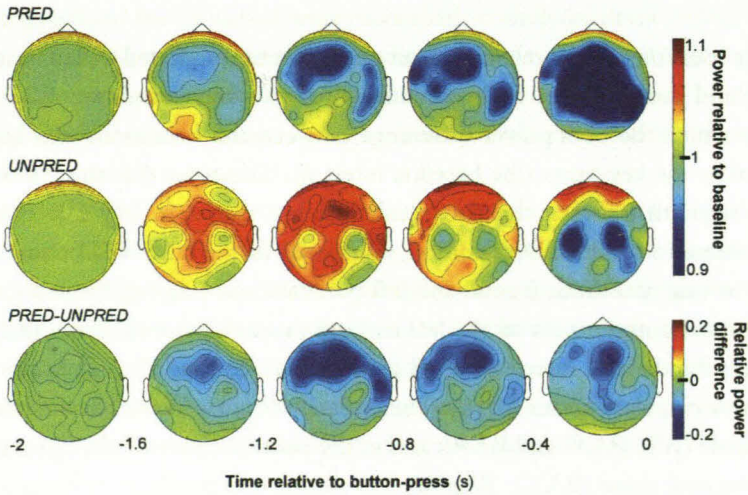 PRED
1.1
Power relative to baseline
1
0.9
UNPRED
PRED-UNPRED
0.2
Relative power difference
0
-0.2
-2
-1.6
-1.2
-0.8
-0.4
0
Time relative to button-press (s)